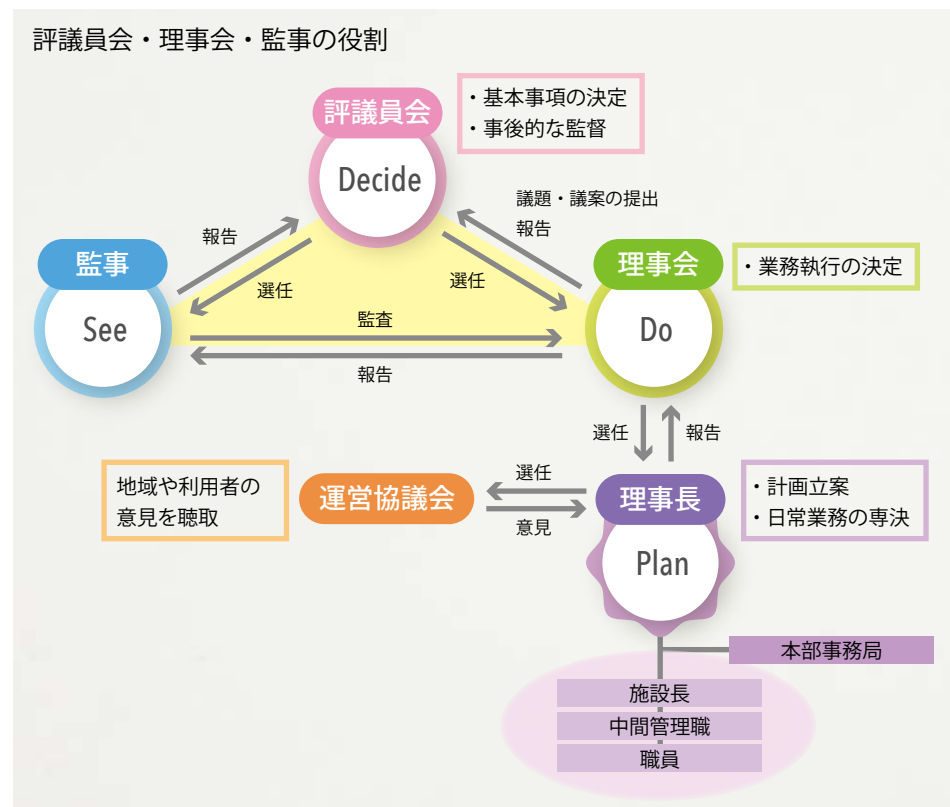 評議員会・理事会・監事の役割
評議員会
Decide
・基本事項の決定
・事後的な監督
議題・議案の提出
報告
報告
選任
選任
監事
See
理事会
Do
・業務執行の決定
監査
報告
選任
報告
地域や利用者の
意見を聴取
運営協議会
選任
意見
理事長
Plan
・計画立案
・日常業務の専決
本部事務局
施設長
中間管理職
職員